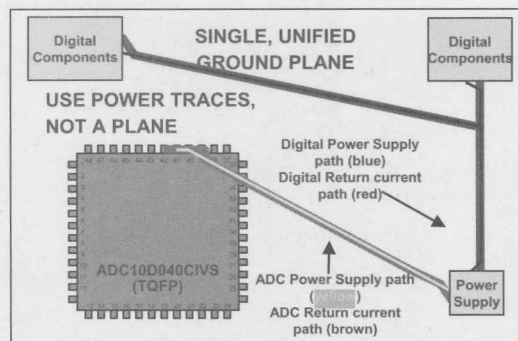 Digital
Components
SINGLE, UNIFIED
GROUND PLANE
Digital
Components
USE POWER TRACES,
NOT A PLANE
Digital Power Supply
path (blue)
Digital Return current
path (red)
ADC10D040CIVS
(TQFP)
ADC Power Supply path
(yellow)
ADC Return current
path (brown)
Power
Supply